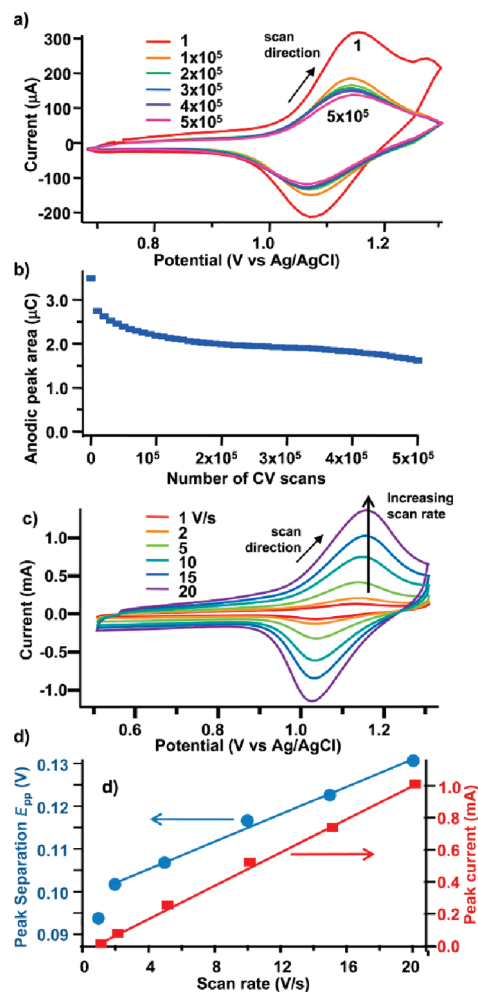 a)
1
1x10⁵
2x10⁵
3x10⁵
4x10⁵
5x10⁵
scan
direction
1
5x10⁵
Current (µA)
300
200
100
0
-100
-200
0.8
1.0
1.2
Potential (V vs Ag/AgCl)
b)
Anodic peak area (µC)
3.0
2.0
1.0
0.0
0
10⁵
2x10⁵
3x10⁵
4x10⁵
5x10⁵
Number of CV scans
c)
1 V/s
2
5
10
15
20
scan
direction
Increasing
scan rate
Current (mA)
1.0
0.5
0.0
-0.5
-1.0
0.6
0.8
1.0
1.2
Potential (V vs Ag/AgCl)
d)
d)
Peak Separation Epp (V)
0.13
0.12
0.11
0.10
0.09
Peak current (mA)
1.0
0.8
0.6
0.4
0.2
0.0
0
4
8
12
16
20
Scan rate (V/s)